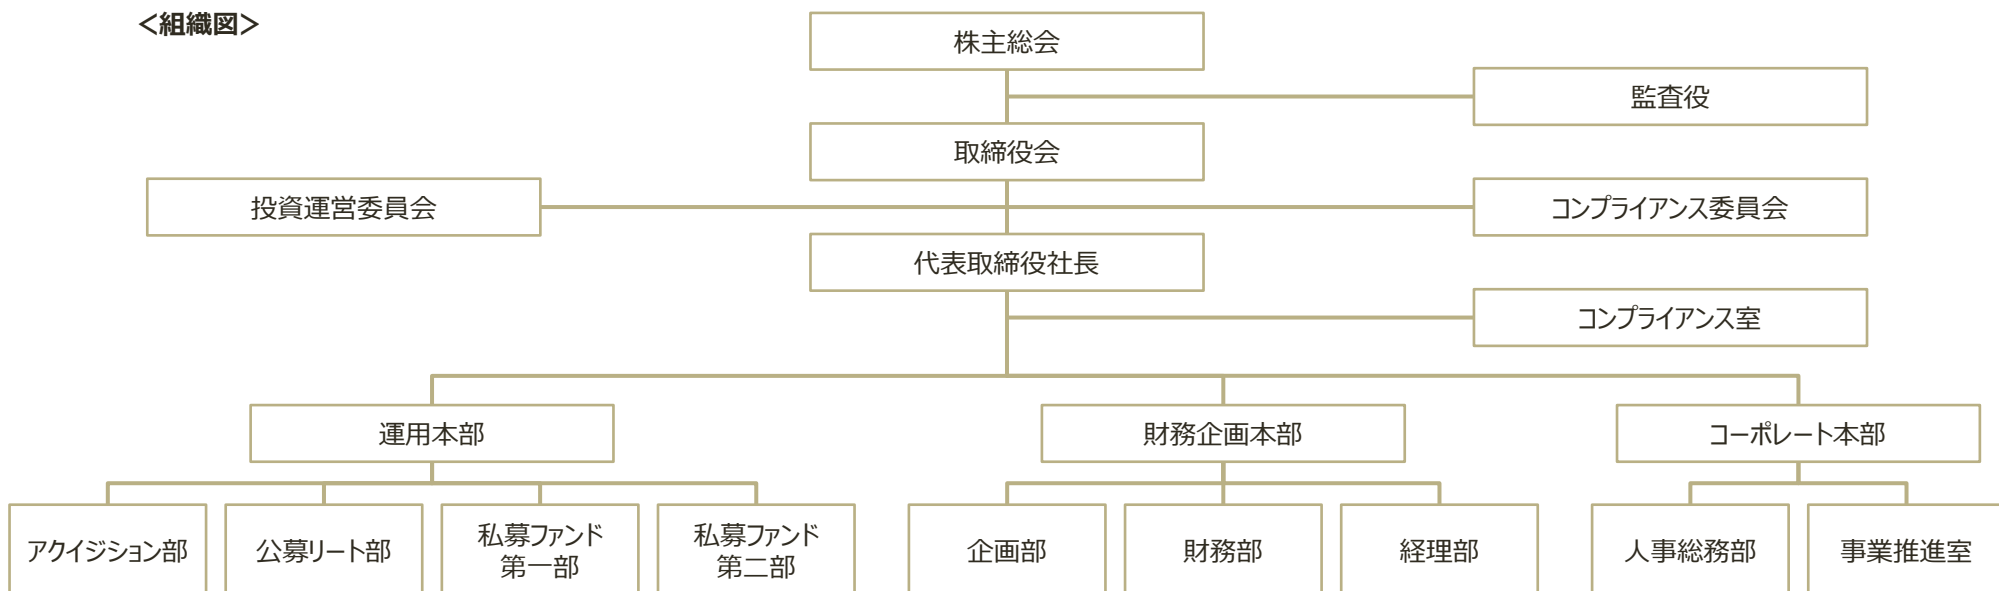 ＜組織図＞
株主総会
監査役
取締役会
投資運営委員会
コンプライアンス委員会
代表取締役社長
コンプライアンス室
運用本部
財務企画本部
コーポレート本部
アクイジション部
公募リート部
私募ファンド
第一部
私募ファンド
第二部
企画部
財務部
経理部
人事総務部
事業推進室